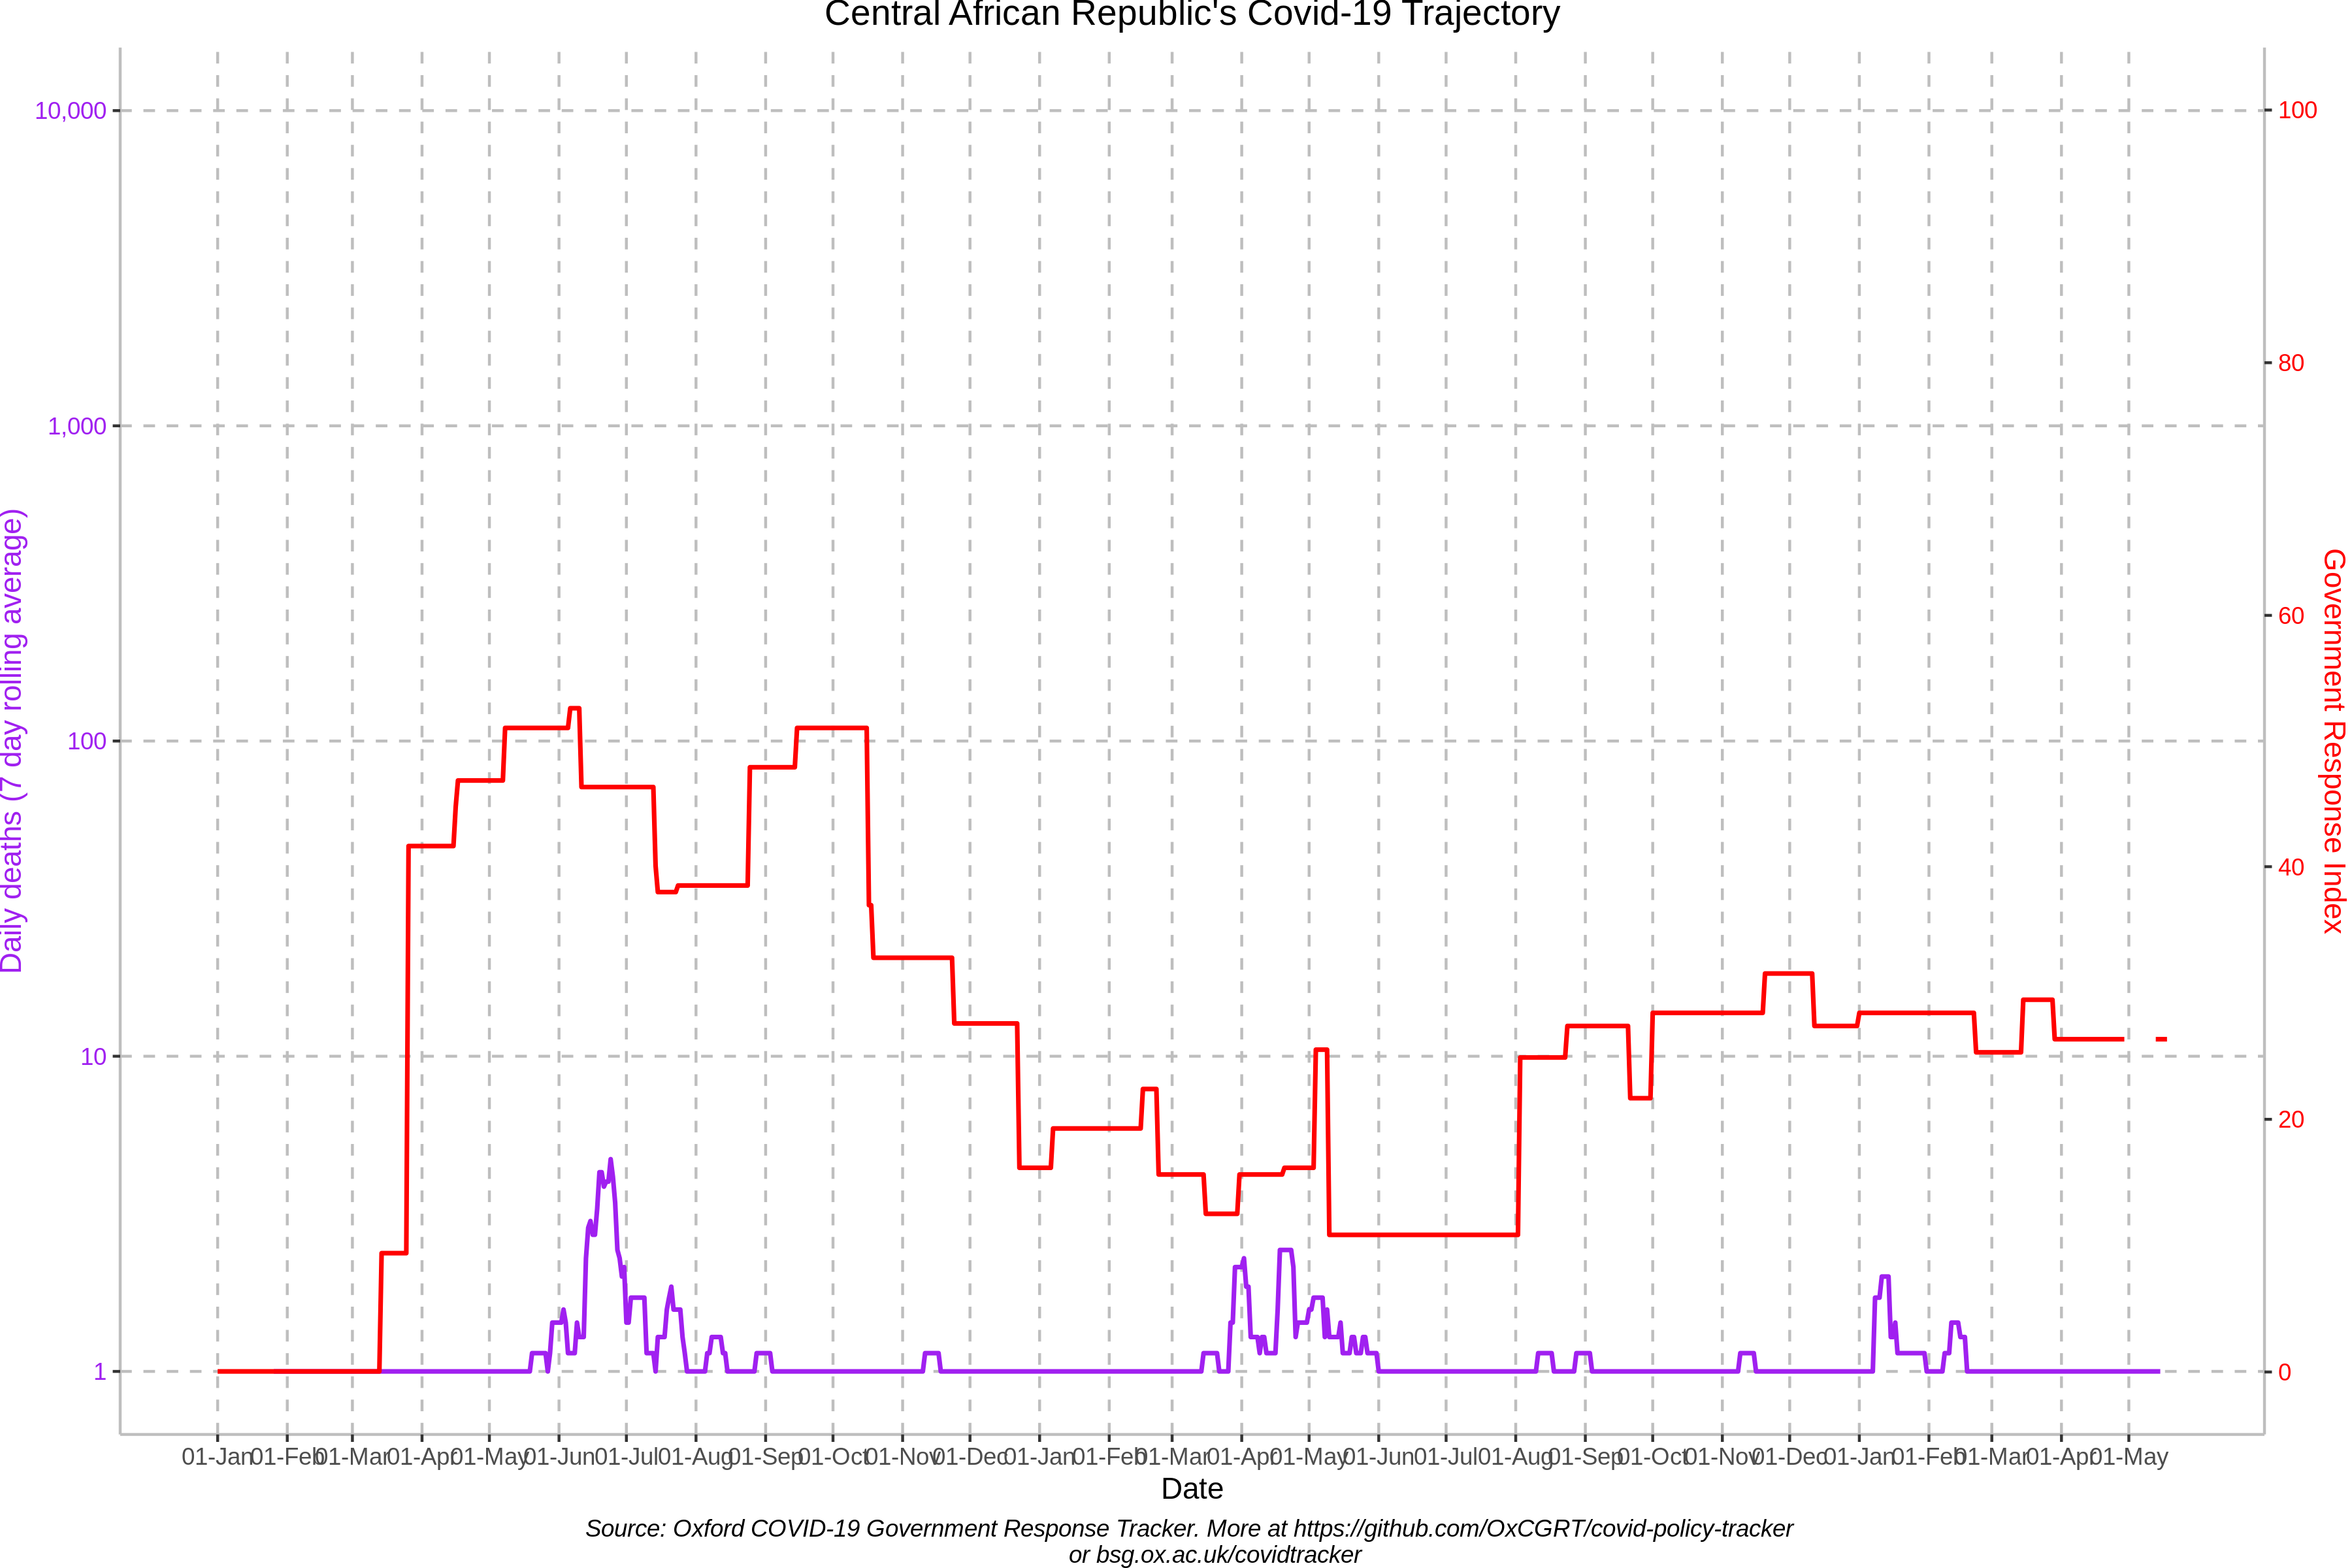 Central African Republic's Covid-19 Trajectory
10,000
1,000
100
10
1
Daily deaths (7 day rolling average)
100
80
60
40
20
0
Government Response Index
01-Jan 01-Feb 01-Mar 01-Apr 01-May 01-Jun 01-Jul 01-Aug 01-Sep 01-Oct 01-Nov 01-Dec 01-Jan 01-Feb 01-Mar 01-Apr 01-May 01-Jun 01-Jul 01-Aug 01-Sep 01-Oct 01-Nov 01-Dec 01-Jan 01-Feb 01-Mar 01-Apr 01-May
Date
Source: Oxford COVID-19 Government Response Tracker. More at https://github.com/OxCGRT/covid-policy-tracker
or bsg.ox.ac.uk/covidtracker